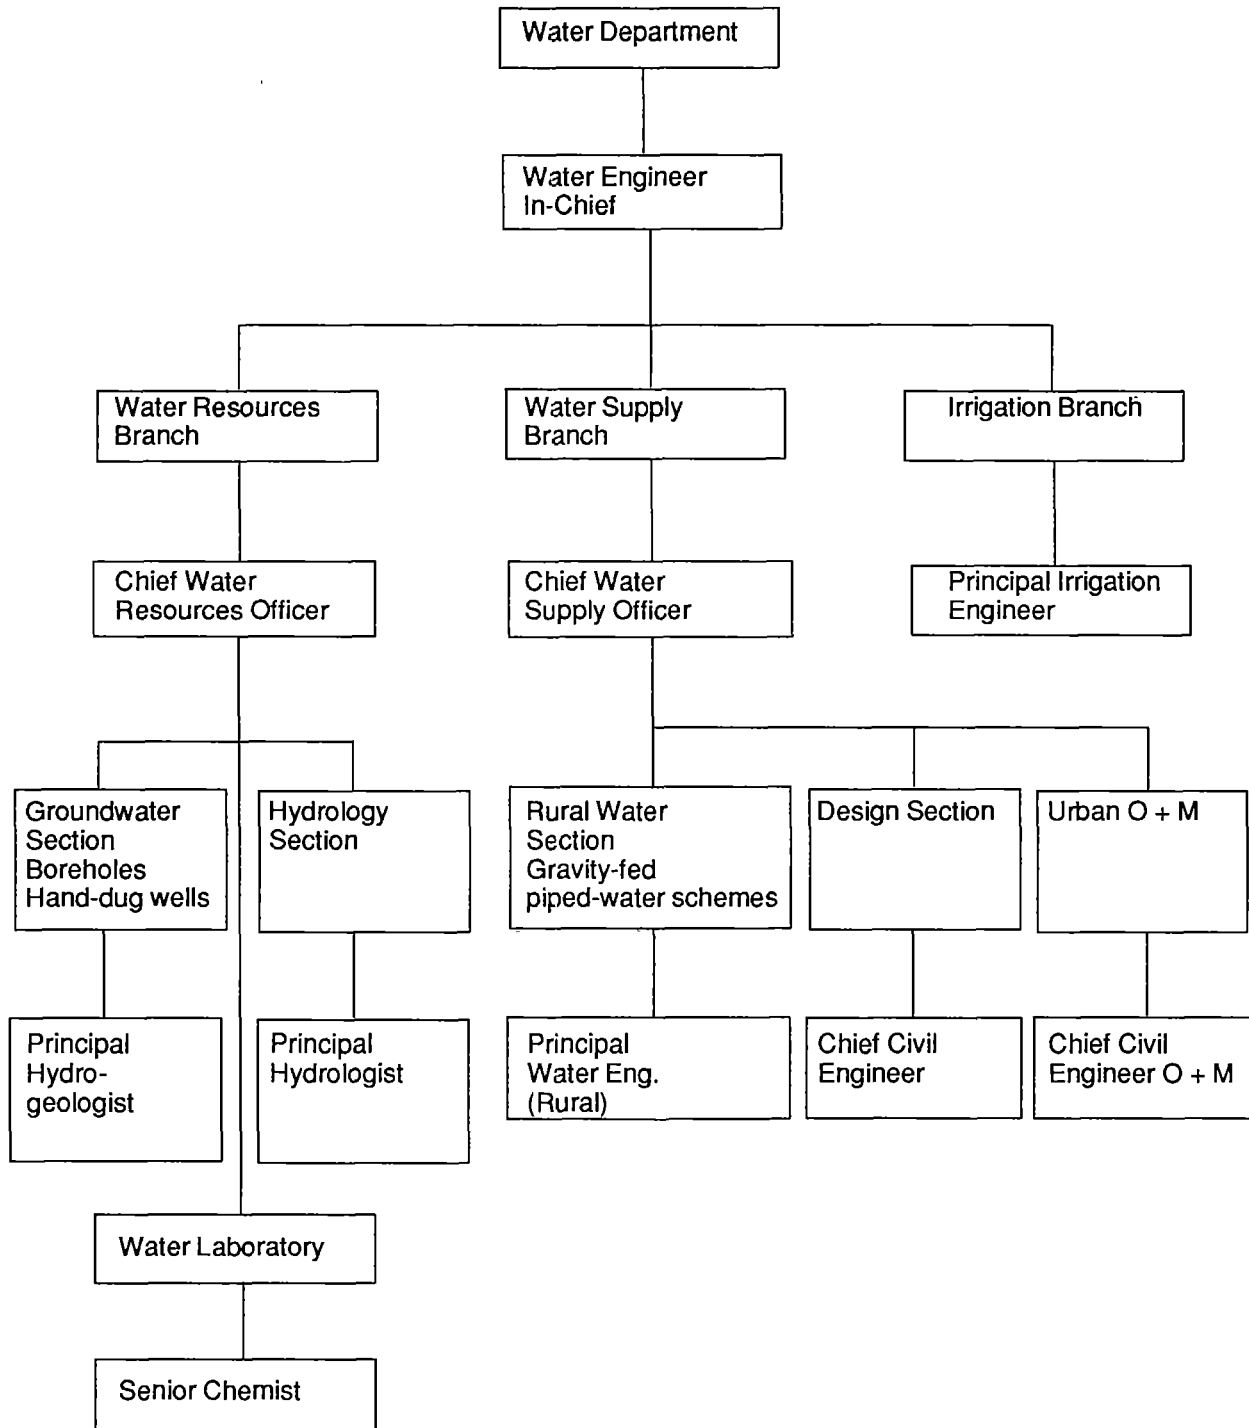 Water Department
Water Engineer
In-Chief
Water Resources
Branch
Water Supply
Branch
Irrigation Branch
Chief Water
Resources Officer
Chief Water
Supply Officer
Principal Irrigation
Engineer
Groundwater
Section
Boreholes
Hand-dug wells
Hydrology
Section
Rural Water
Section
Gravity-fed
piped-water schemes
Design Section
Urban O + M
Principal
Hydro-
geologist
Principal
Hydrologist
Principal
Water Eng.
(Rural)
Chief Civil
Engineer
Chief Civil
Engineer O + M
Water Laboratory
Senior Chemist